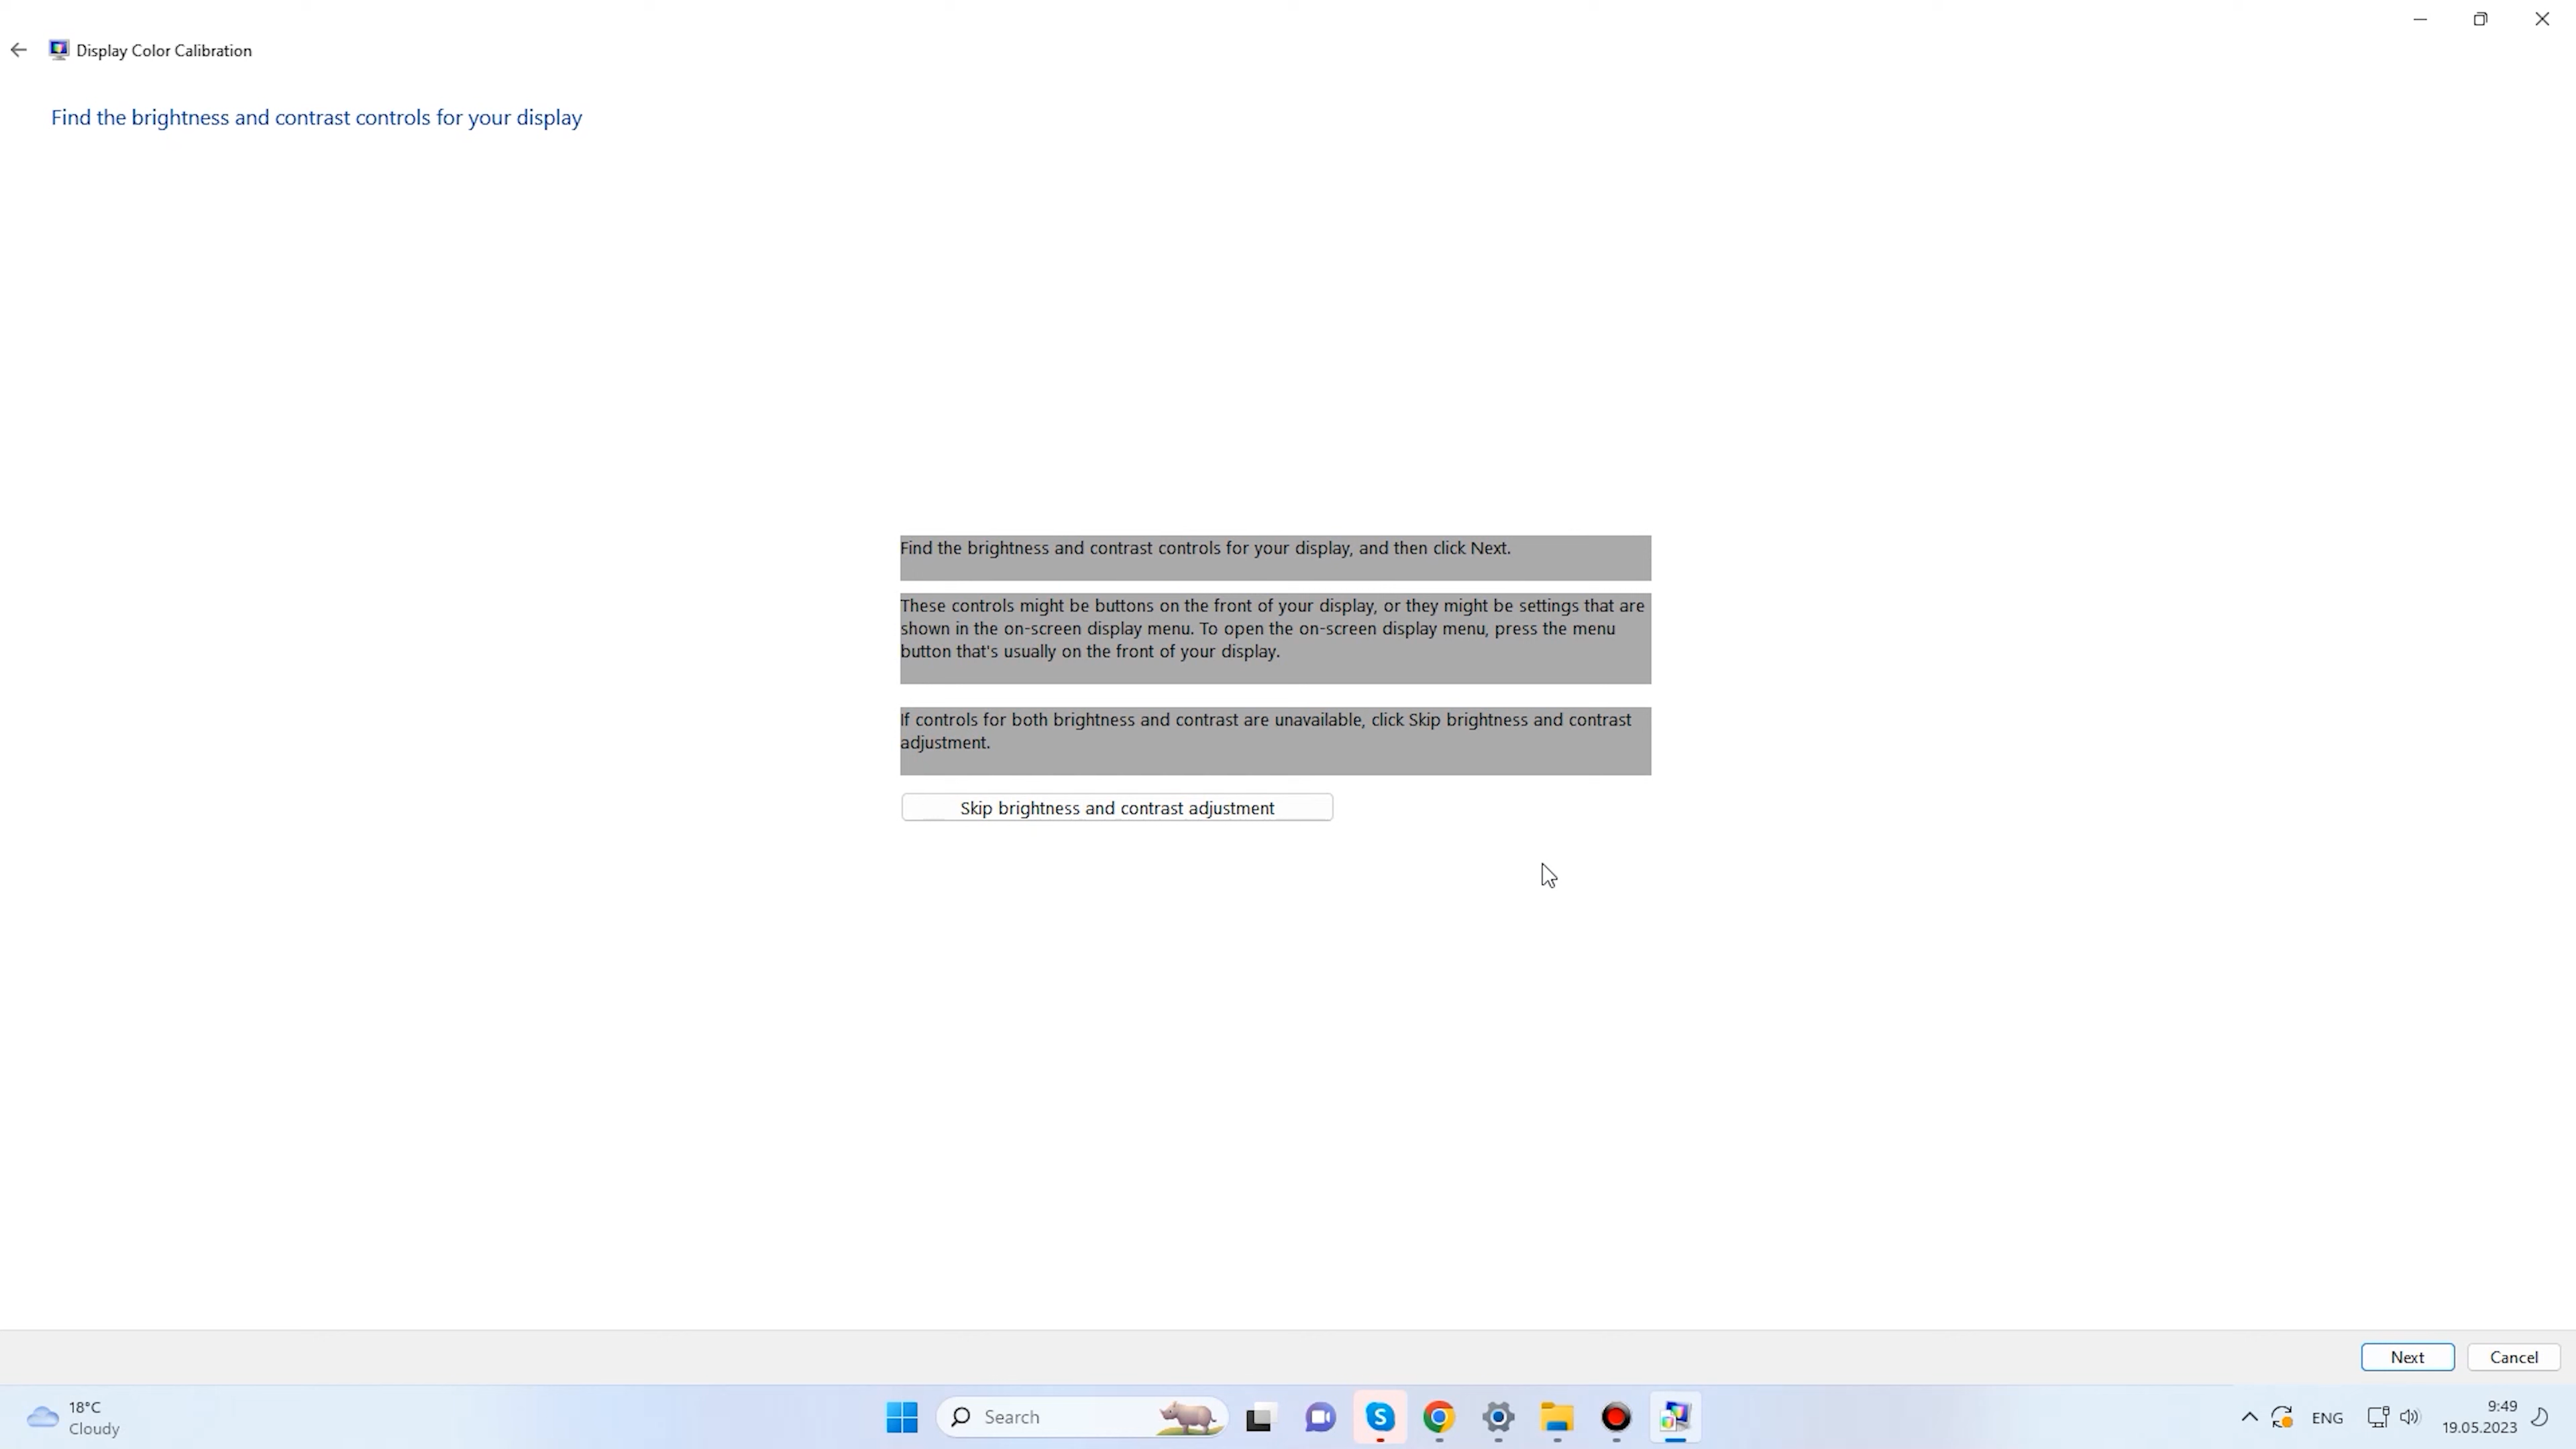 Display Color Calibration
Find the brightness and contrast controls for your display
Find the brightness and contrast controls for your display, and then click Next.
These controls might be buttons on the front of your display, or they might be settings that are
shown in the on-screen display menu. To open the on-screen display menu, press the menu
button that's usually on the front of your display.
If controls for both brightness and contrast are unavailable, click Skip brightness and contrast
adjustment.
Skip brightness and contrast adjustment
Next
Cancel
18°C
Cloudy
Search
S
ENG
9:49
19.05.2023